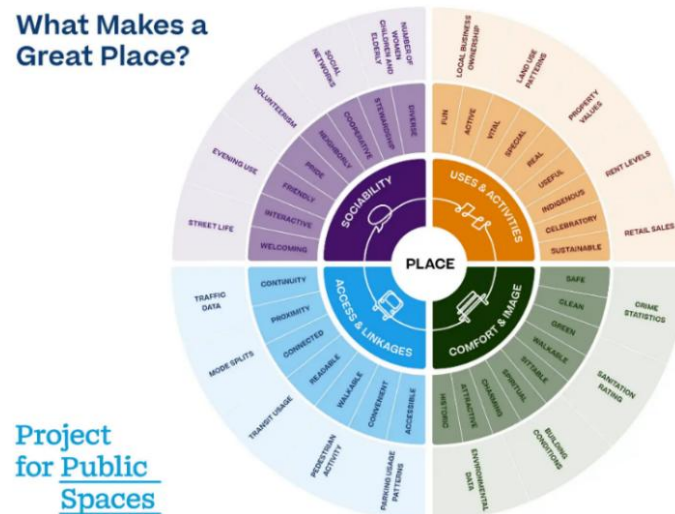 What Makes a
Great Place?
NUMBER OF
WOMEN
CHILDREN AND
ELDERLY
SOCIAL
NETWORKS
VOLUNTEERISM
EVENING USE
STREET LIFE
DIVERSE
STEWARDSHIP
COOPERATIVE
NEIGHBORLY
PRIDE
FRIENDLY
INTERACTIVE
WELCOMING
SOCIABILITY
LOCAL BUSINESS
OWNERSHIP
LAND USE
PATTERNS
PROPERTY
VALUES
RENT LEVELS
RETAIL SALES
FUN
ACTIVE
VITAL
SPECIAL
REAL
USEFUL
INDIGENOUS
CELEBRATORY
SUSTAINABLE
USES & ACTIVITIES
PLACE
ACCESS & LINKAGES
CONTINUITY
PROXIMITY
CONNECTED
READABLE
WALKABLE
CONVENIENT
ACCESSIBLE
TRAFFIC
DATA
MODE SPLITS
TRANSIT USAGE
PEDESTRIAN
ACTIVITY
PARKING USAGE
PATTERNS
COMFORT & IMAGE
SAFE
CLEAN
GREEN
WALKABLE
SITTABLE
SPIRITUAL
CHARMING
ATTRACTIVE
HISTORIC
CRIME
STATISTICS
SANITATION
RATING
BUILDING
CONDITIONS
ENVIRONMENTAL
DATA
Project
for Public
Spaces